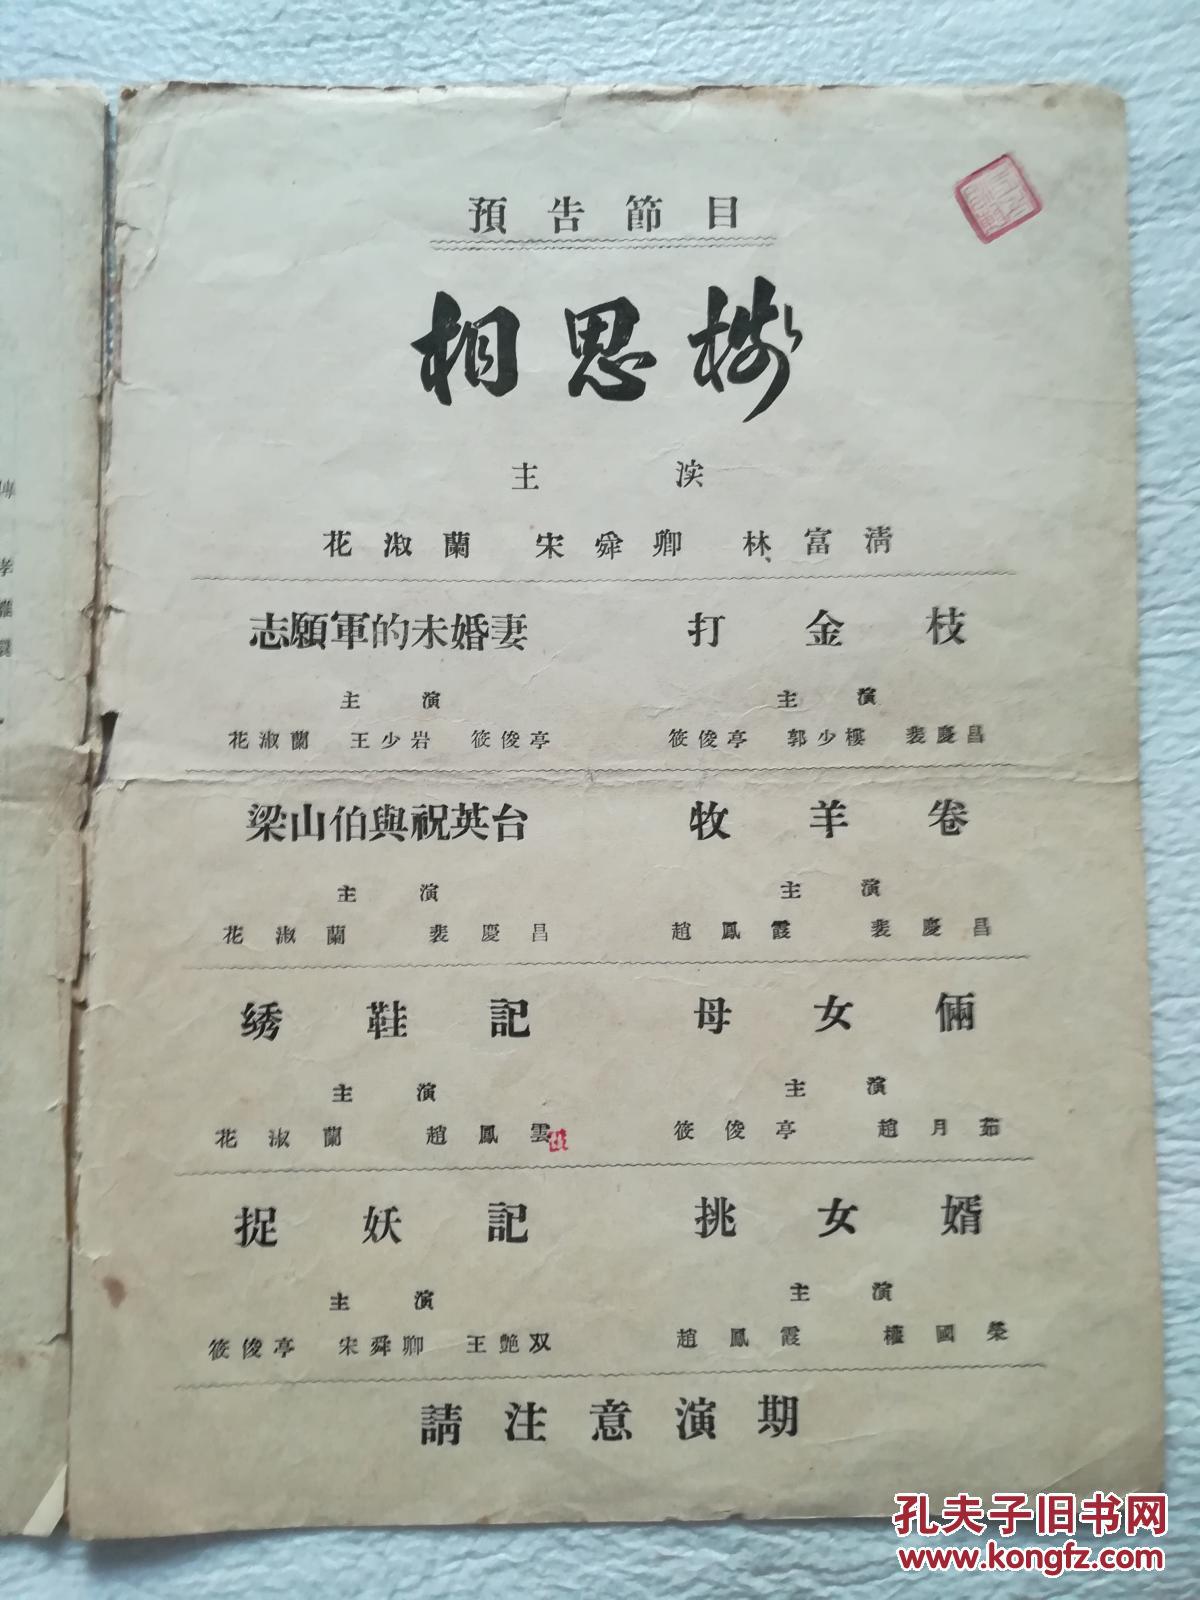 預告節目
相思樹
主演
花淑蘭 宋舜卿 林富清
志願軍的未婚妻 打金枝
主演 主演
花淑蘭 王少岩 筱俊亭 筱俊亭 郭少樓 裴慶昌
梁山伯與祝英台 牧羊卷
主演 主演
花淑蘭 裴慶昌 趙鳳霞 裴慶昌
绣鞋記 母女倆
主演 主演
花淑蘭 趙鳳雲 筱俊亭 趙月茹
捉妖記 挑女婿
主演 主演
筱俊亭 宋舜卿 王艶双 趙鳳霞 權國榮
請注意演期
孔夫子旧书网
www.kongfz.com